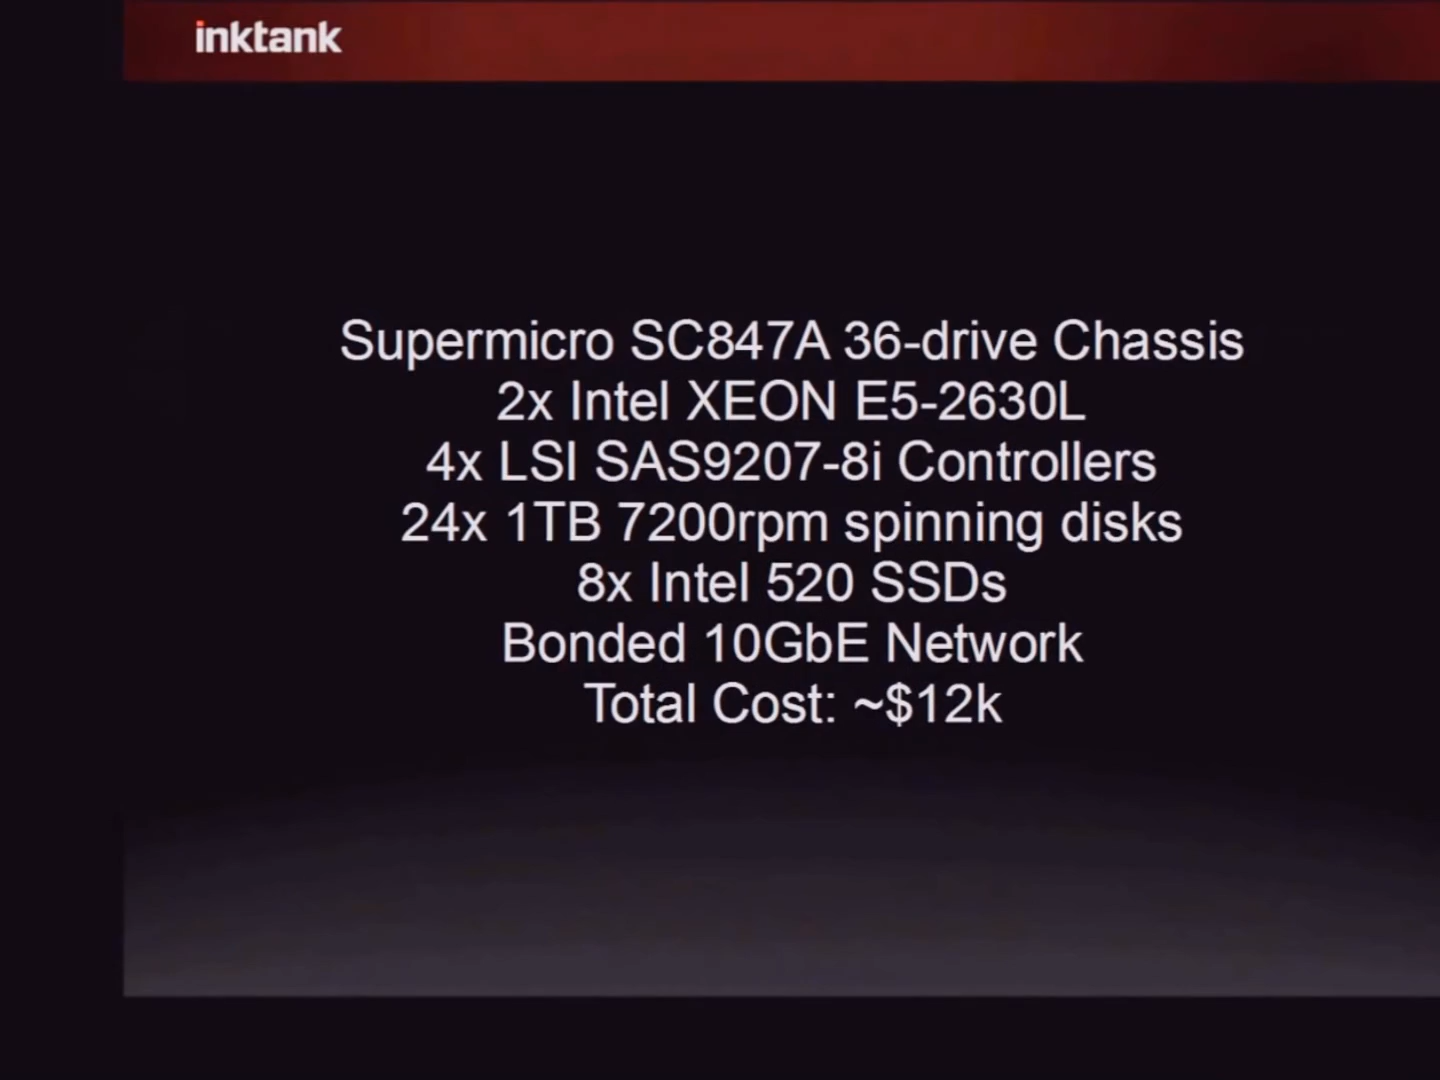 inktank
Supermicro SC847A 36-drive Chassis
2x Intel XEON E5-2630L
4x LSI SAS9207-8i Controllers
24x 1TB 7200rpm spinning disks
8x Intel 520 SSDs
Bonded 10GbE Network
Total Cost: ~$12k